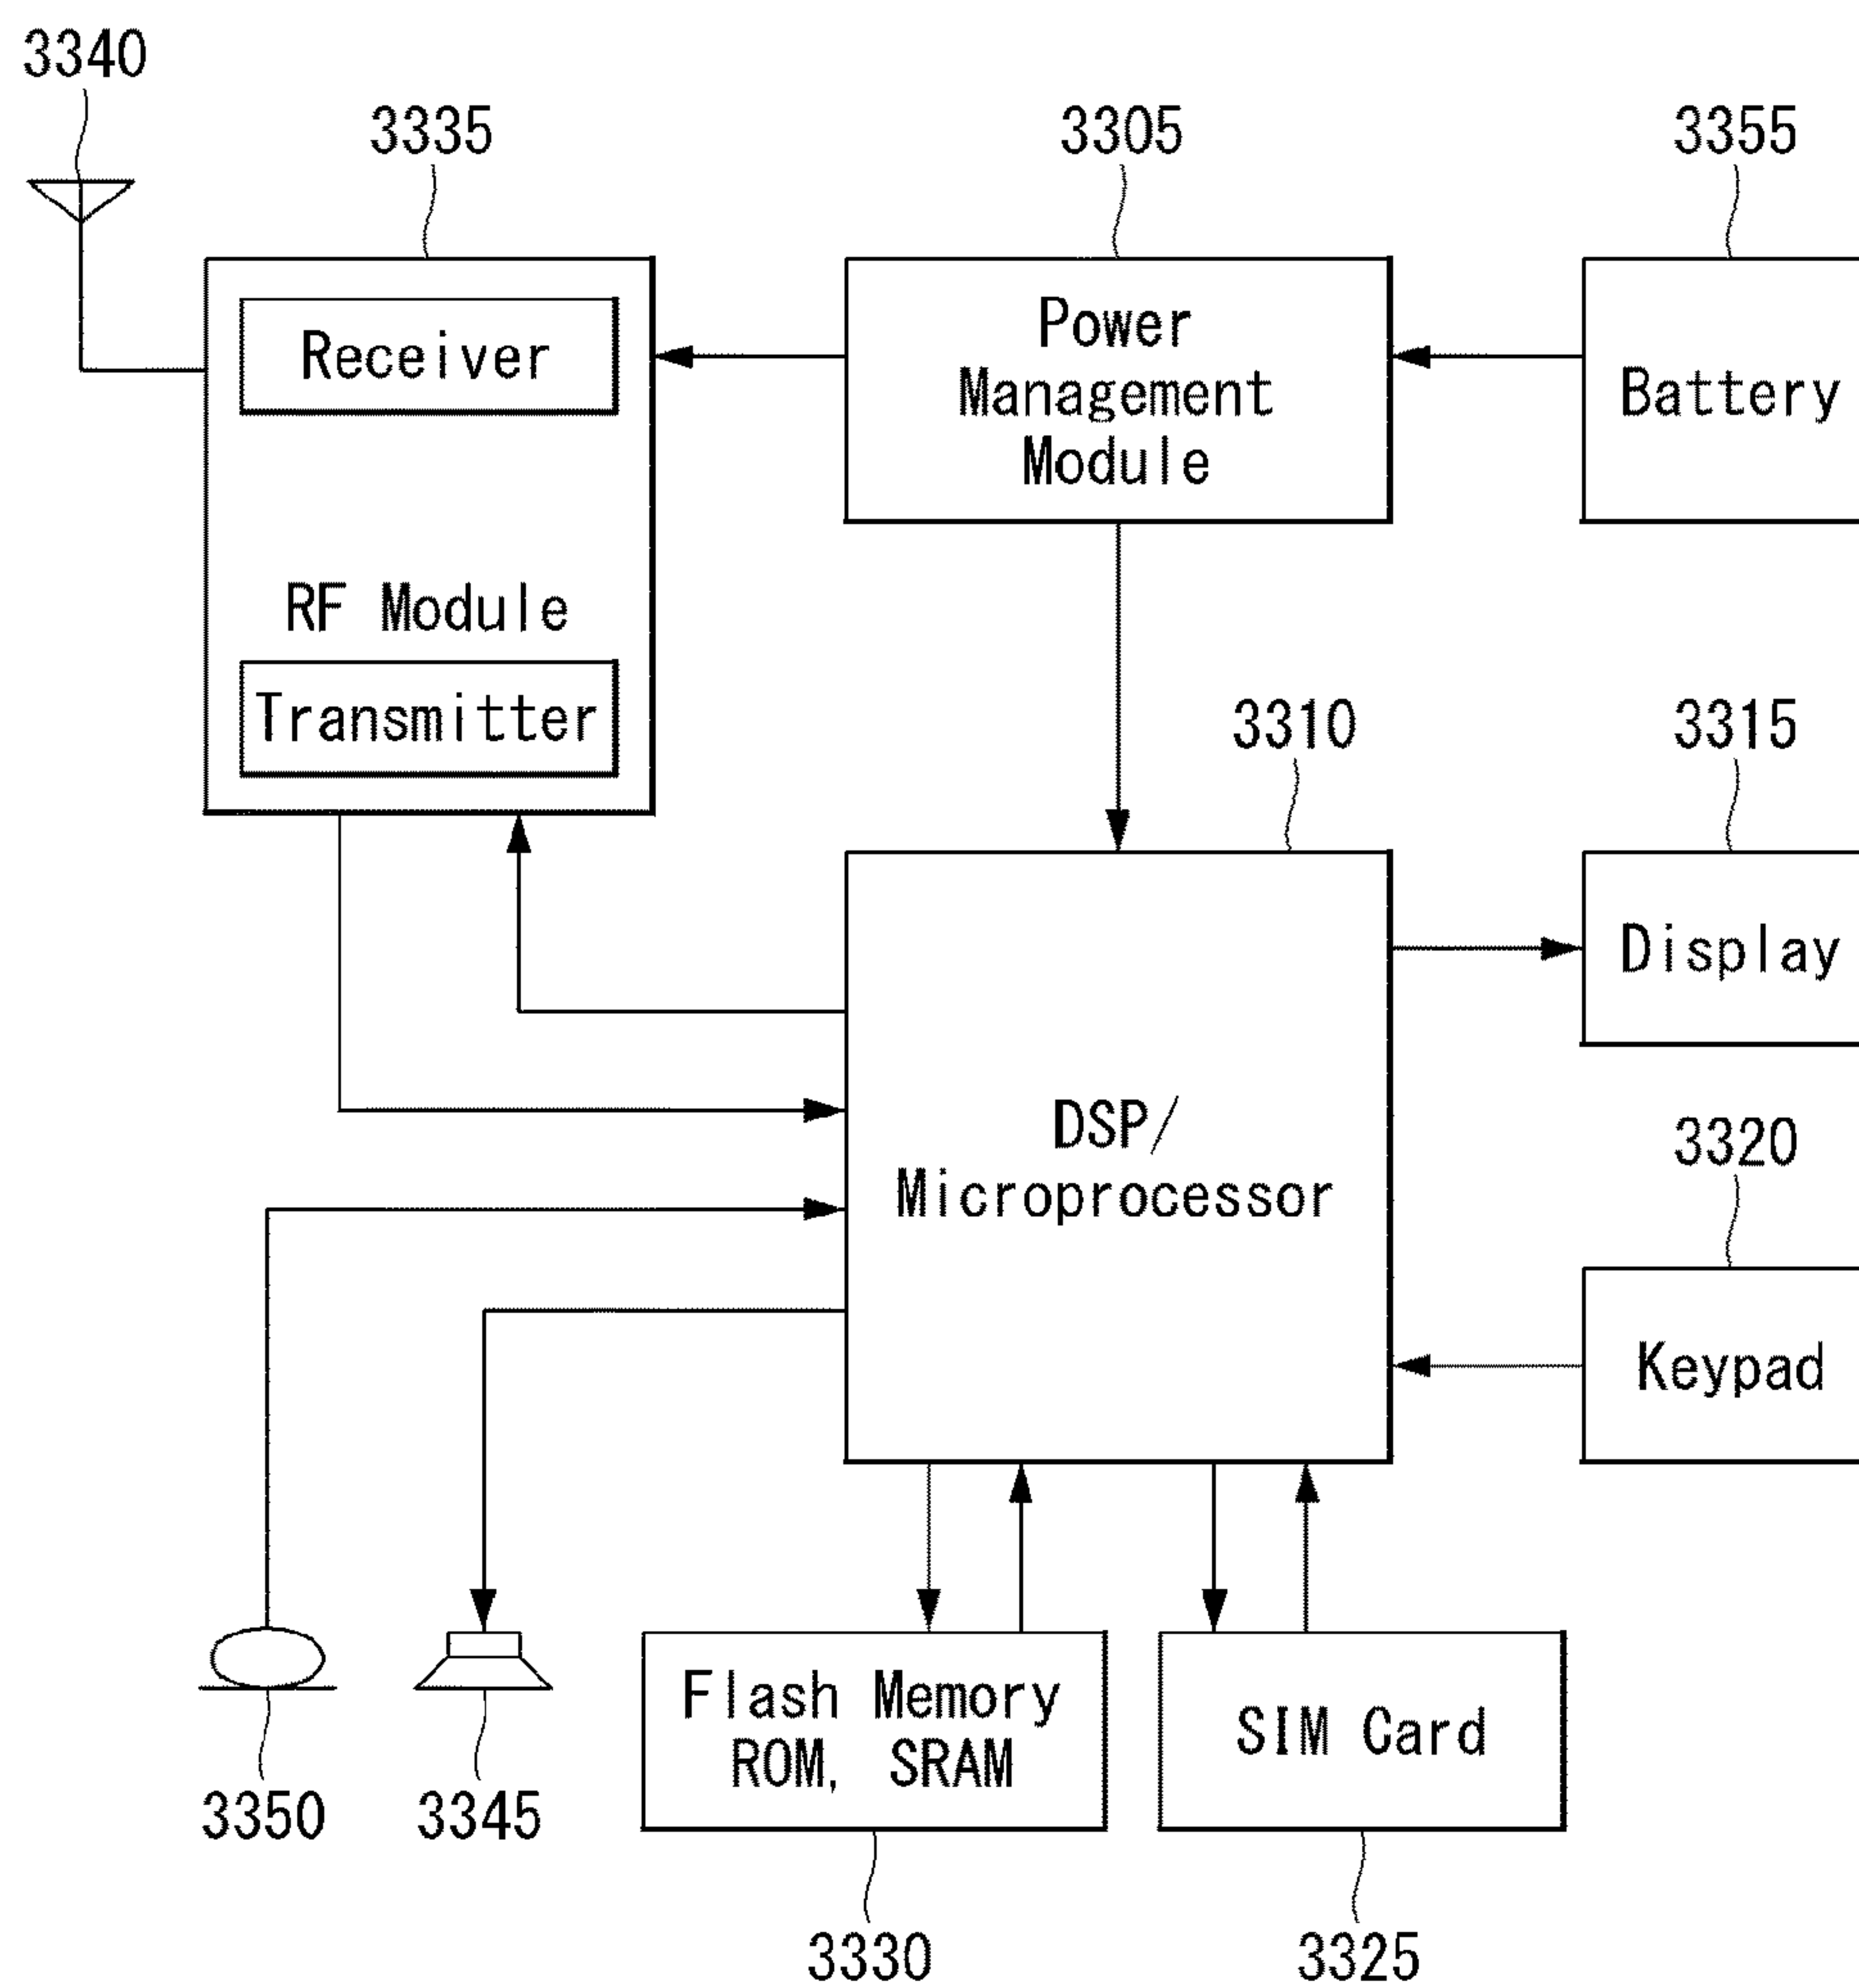 3340
3335
3305
3355
Receiver
RF Module
Transmitter
Power
Management
Module
Battery
3310
3315
DSP/
Microprocessor
Display
3320
Keypad
Flash Memory
ROM, SRAM
SIM Card
3350
3345
3330
3325